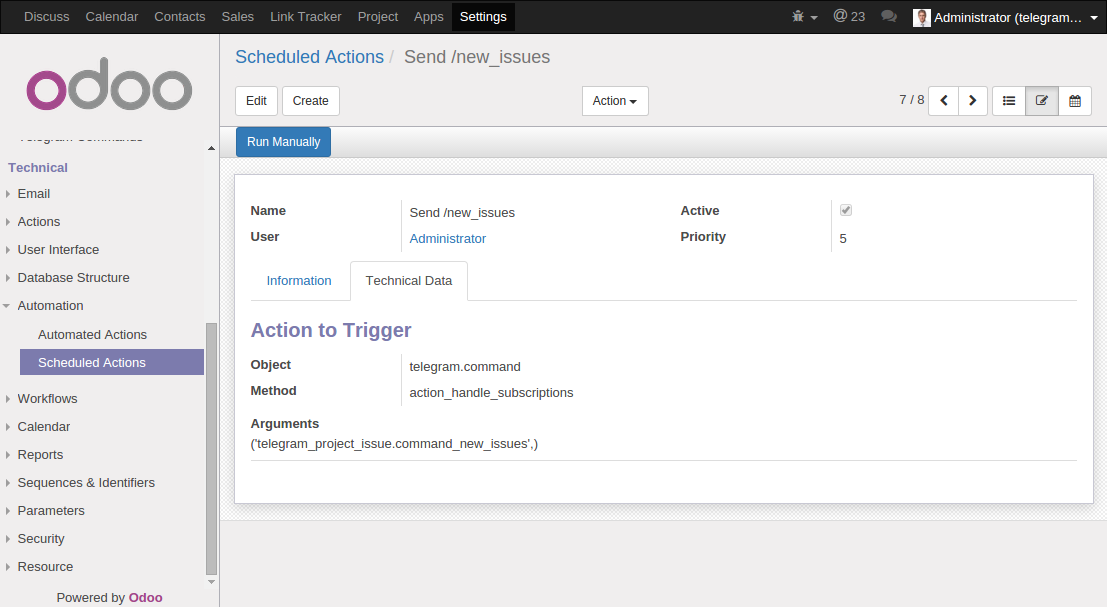 Discuss Calendar Contacts Sales Link Tracker Project Apps Settings @ 23 Administrator (telegram…
odoo
Scheduled Actions / Send /new_issues
Edit Create Action 7 / 8
Telegram Commands
Run Manually
Technical
Email
Actions
User Interface
Database Structure
Automation
Automated Actions
Scheduled Actions
Workflows
Calendar
Reports
Sequences & Identifiers
Parameters
Security
Resource
Powered by Odoo
Name Send /new_issues Active
User Administrator Priority 5
Information Technical Data
Action to Trigger
Object telegram.command
Method action_handle_subscriptions
Arguments
('telegram_project_issue.command_new_issues',)